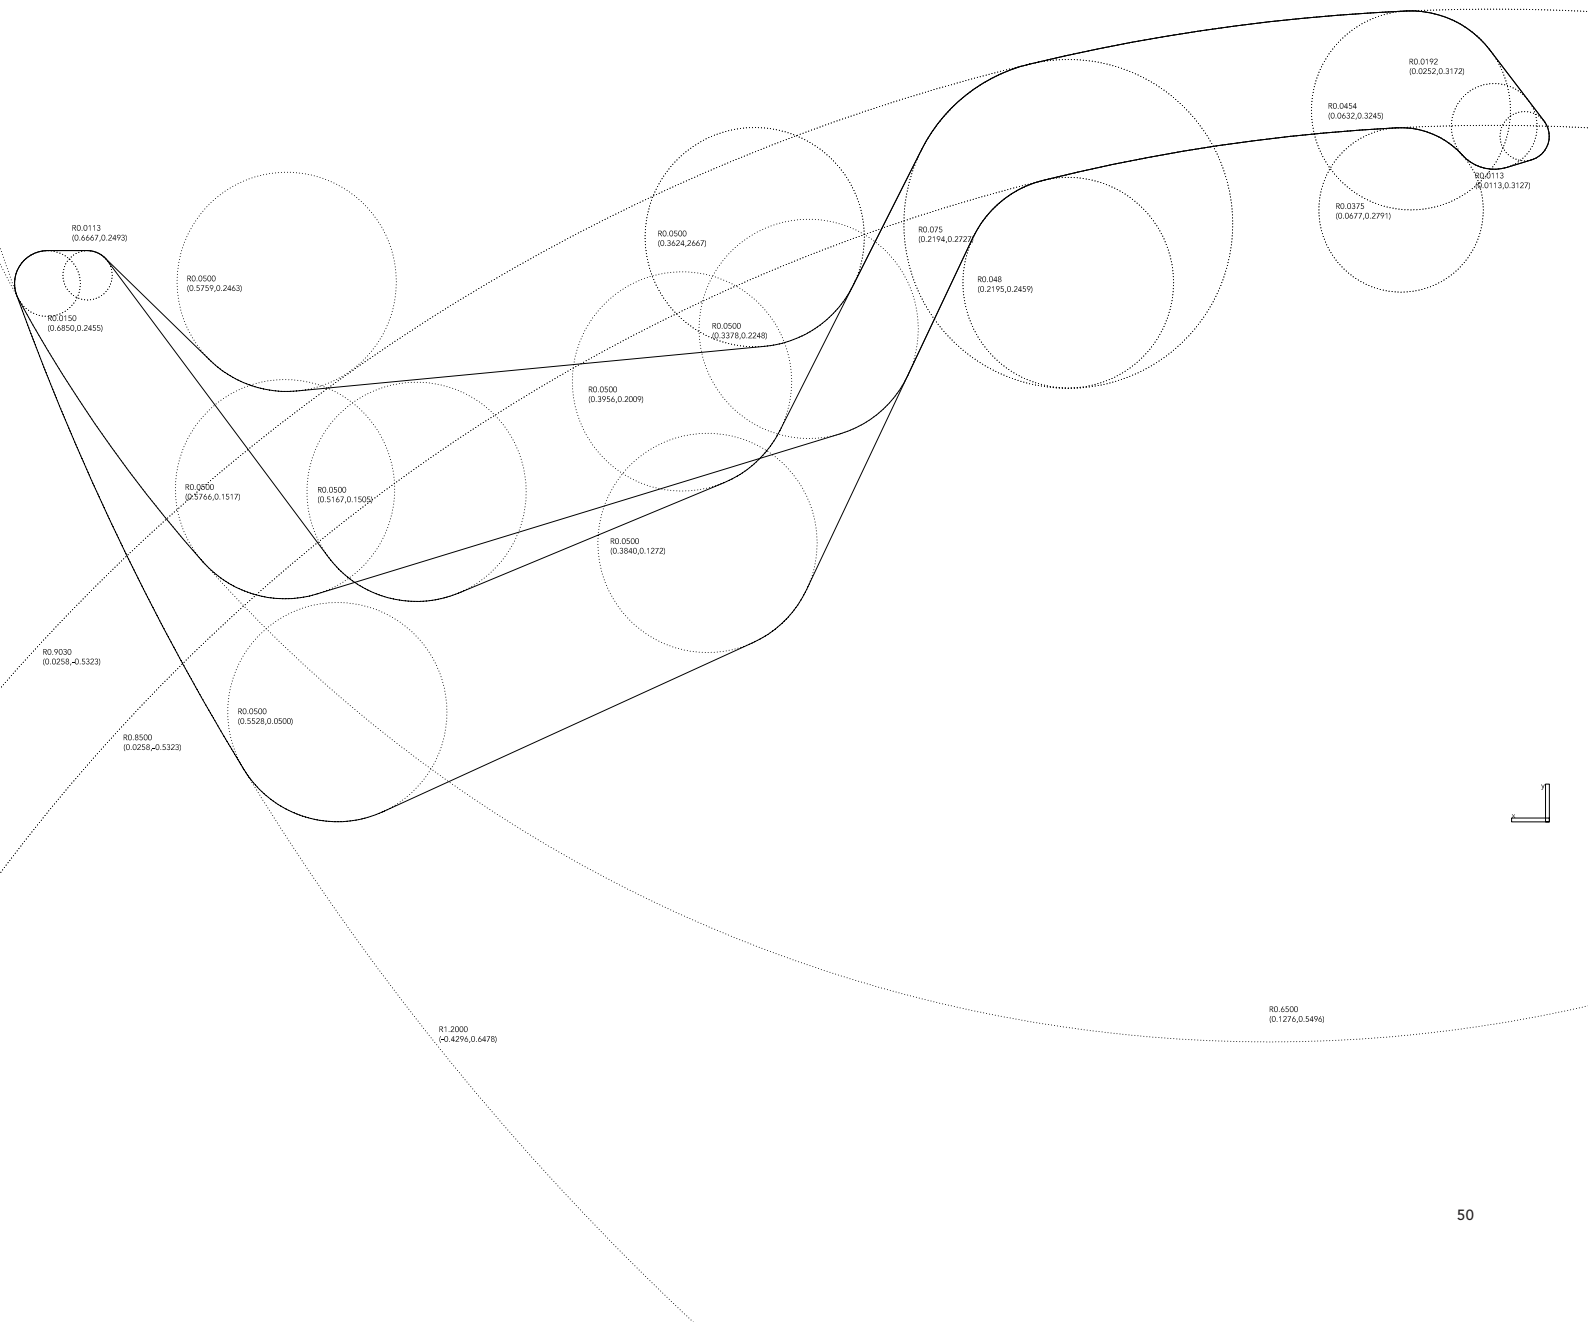 R0.0192
(0.0252,0.3172)
R0.0454
(0.0632,0.3245)
R0.0113
(0.0113,0.3127)
R0.0375
(0.0677,0.2791)
R0.0113
(0.6667,0.2493)
R0.0500
(0.3624,2667)
R0.075
(0.2194,0.2727)
R0.0500
(0.5759,0.2463)
R0.048
(0.2195,0.2459)
R0.0150
(0.6850,0.2455)
R0.0500
(0.3378,0.2248)
R0.0500
(0.3956,0.2009)
R0.0500
(0.5766,0.1517)
R0.0500
(0.5167,0.1505)
R0.0500
(0.3840,0.1272)
R0.9030
(0.0258,-0.5323)
R0.0500
(0.5528,0.0500)
R0.8500
(0.0258,-0.5323)
y
x
R0.6500
(0.1276,0.5496)
R1.2000
(-0.4296,0.6478)
50